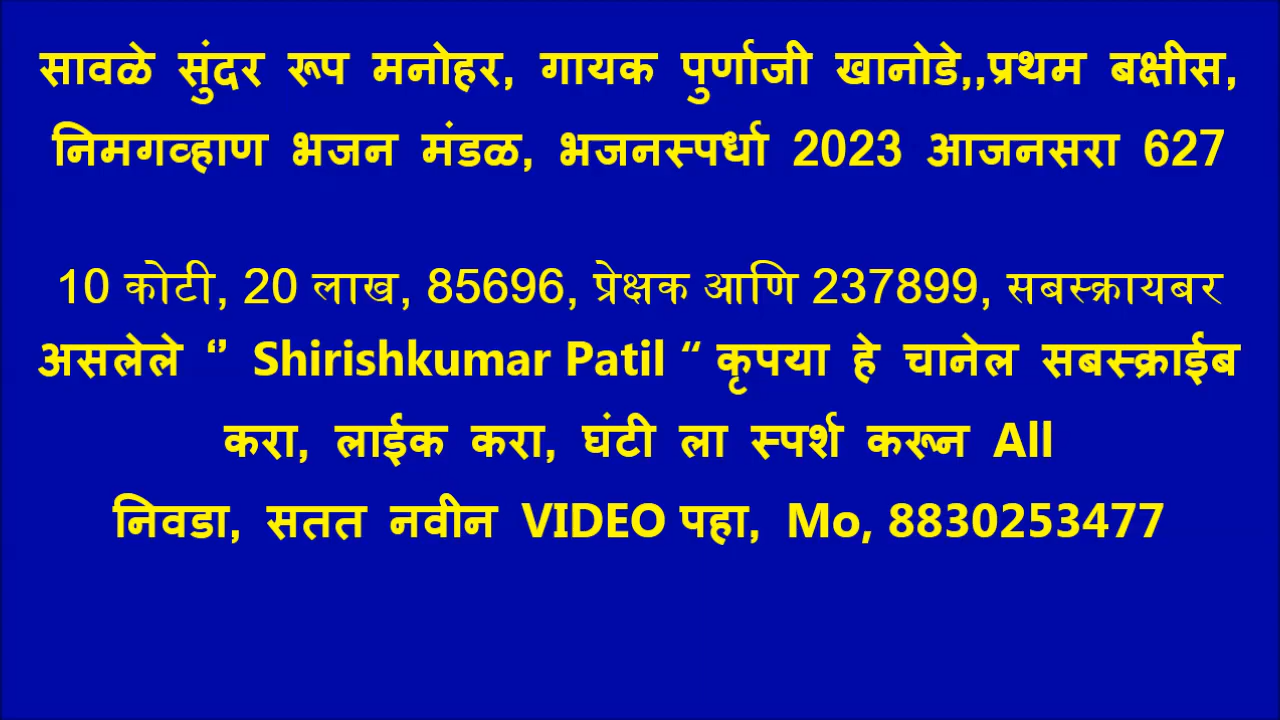 सावळे सुंदर रूप मनोहर, गायक पुर्णाजी खानोडे,,प्रथम बक्षीस,
निमगव्हाण भजन मंडळ, भजनस्पर्धा 2023 आजनसरा 627
10 कोटी, 20 लाख, 85696, प्रेक्षक आणि 237899, सबस्क्रायबर
असलेले “ Shirishkumar Patil “ कृपया हे चानेल सबस्क्राईब
करा, लाईक करा, घंटी ला स्पर्श करून All
निवडा, सतत नवीन VIDEO पहा, Mo, 8830253477